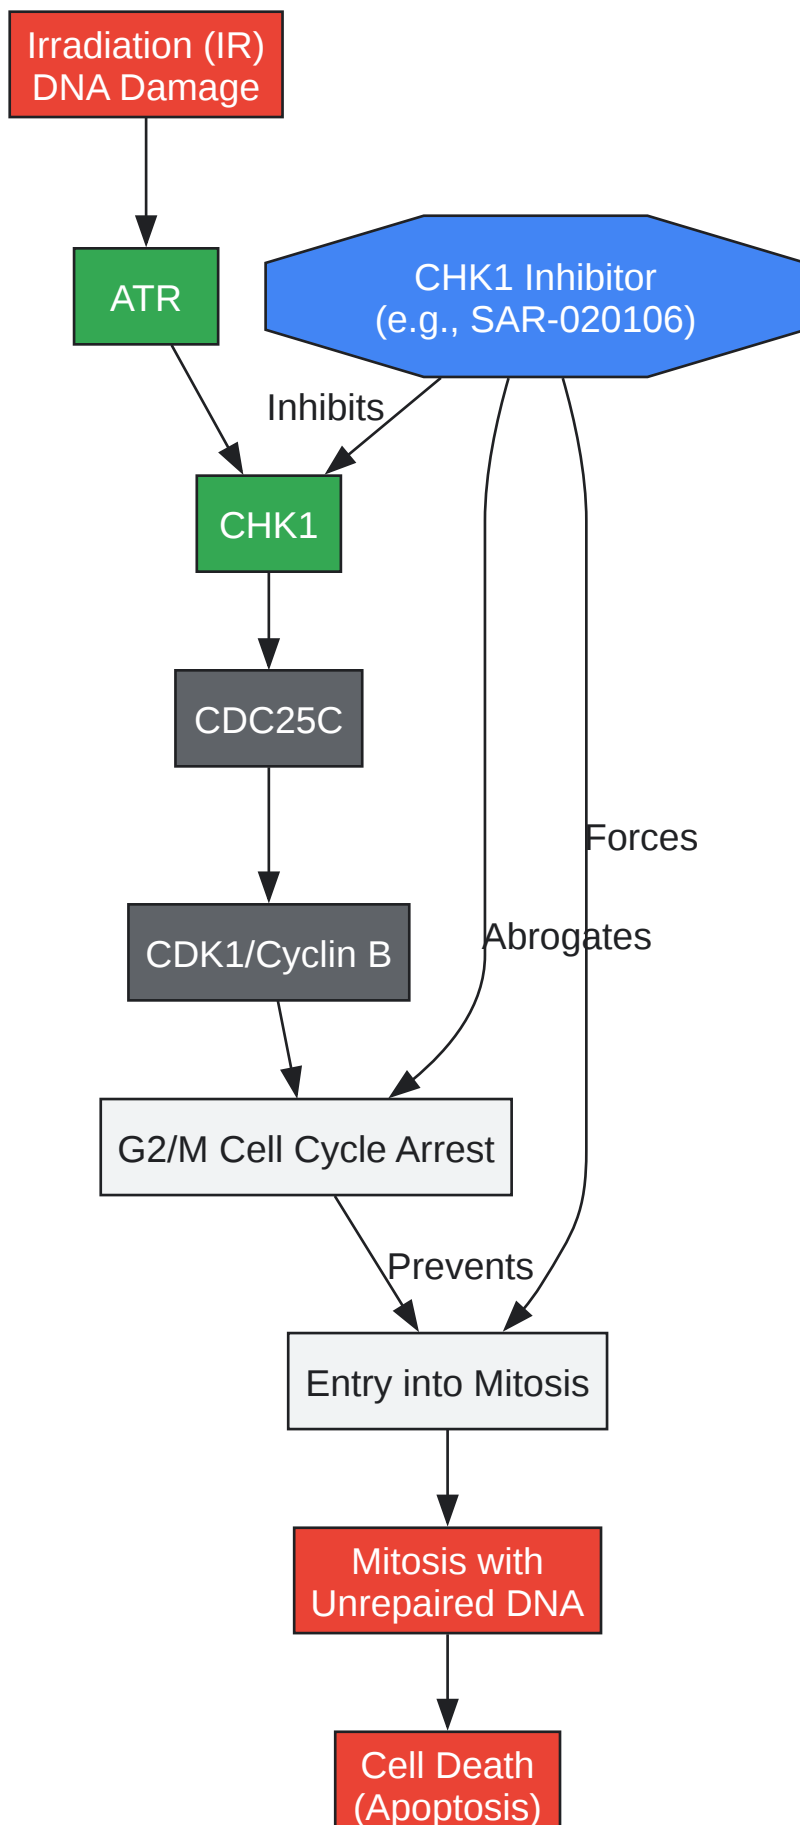 Irradiation (IR)
DNA Damage
ATR
CHK1 Inhibitor
(e.g., SAR-020106)
Inhibits
CHK1
CDC25C
Forces
Abrogates
CDK1/Cyclin B
G2/M Cell Cycle Arrest
Prevents
Entry into Mitosis
Mitosis with
Unrepaired DNA
Cell Death
(Apoptosis)